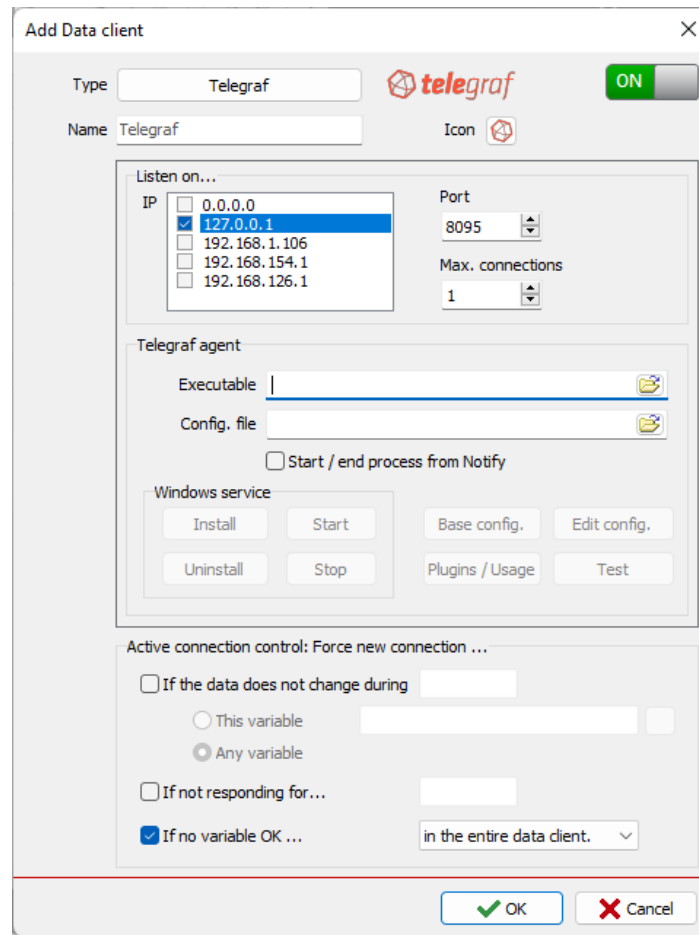 Add Data client
Type Telegraf telegraf ON
Name Telegraf Icon
Listen on...
IP 0.0.0.0
127.0.0.1
192.168.1.106
192.168.154.1
192.168.126.1
Port
8095
Max. connections
1
Telegraf agent
Executable
Config. file
Start / end process from Notify
Windows service
Install Start Base config. Edit config.
Uninstall Stop Plugins / Usage Test
Active connection control: Force new connection ...
If the data does not change during
This variable
Any variable
If not responding for...
If no variable OK ... in the entire data client.
OK Cancel